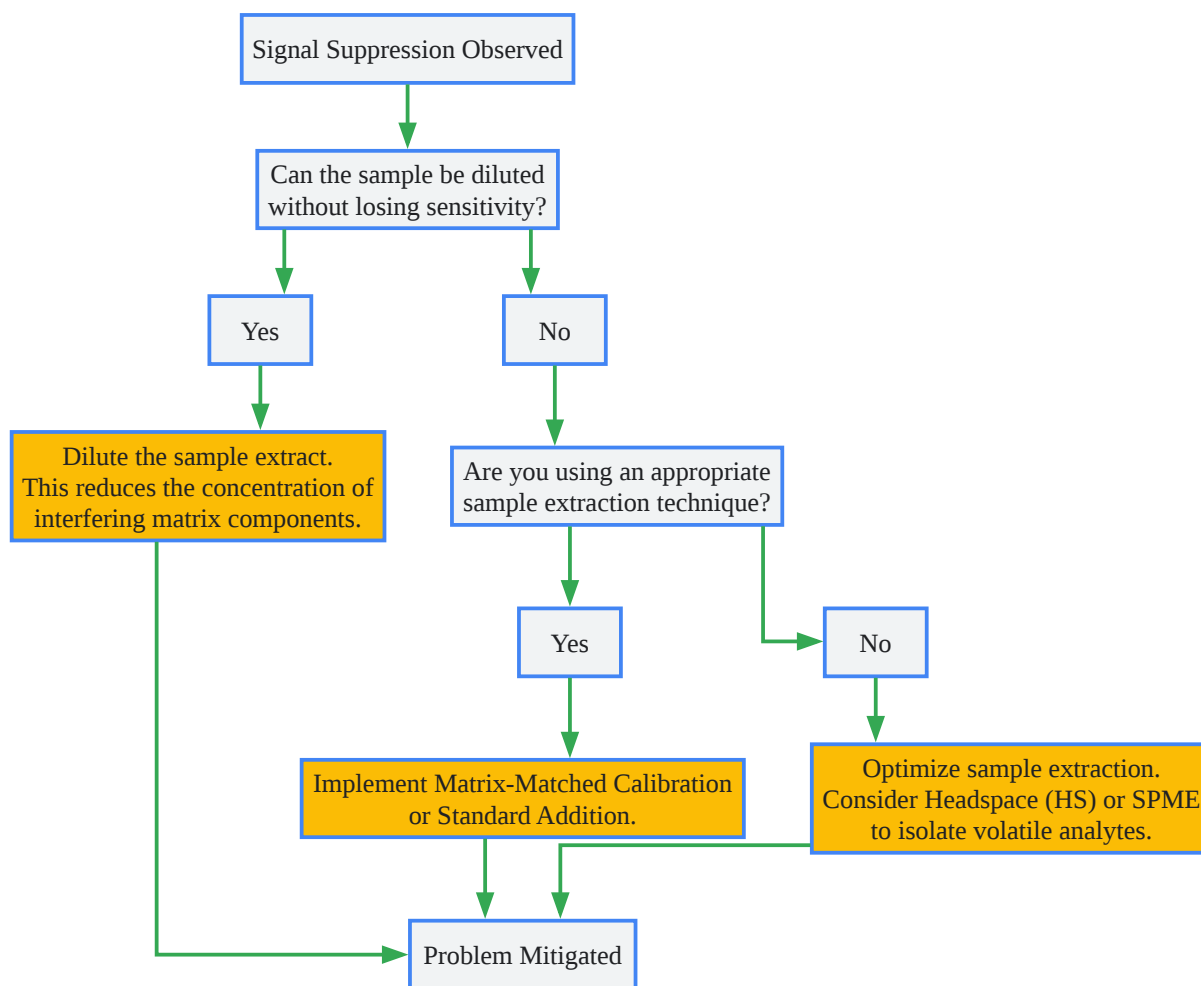 Signal Suppression Observed
Can the sample be diluted
without losing sensitivity?
Yes
No
Dilute the sample extract.
This reduces the concentration of
interfering matrix components.
Are you using an appropriate
sample extraction technique?
Yes
No
Implement Matrix-Matched Calibration
or Standard Addition.
Optimize sample extraction.
Consider Headspace (HS) or SPME
to isolate volatile analytes.
Problem Mitigated